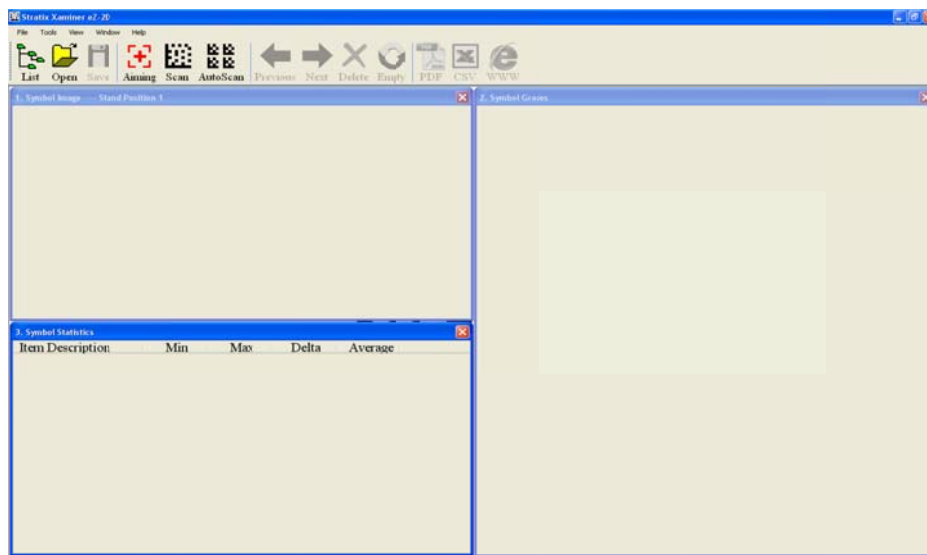 Stratix Xaminer eZ-2D
File Tools View Window Help
List Open Save Aiming Scan AutoScan Previous Next Delete Empty PDF CSV WWW
1. Symbol Image --- Stand Position 1
2. Symbol Grades
3. Symbol Statistics
Item Description Min Max Delta Average